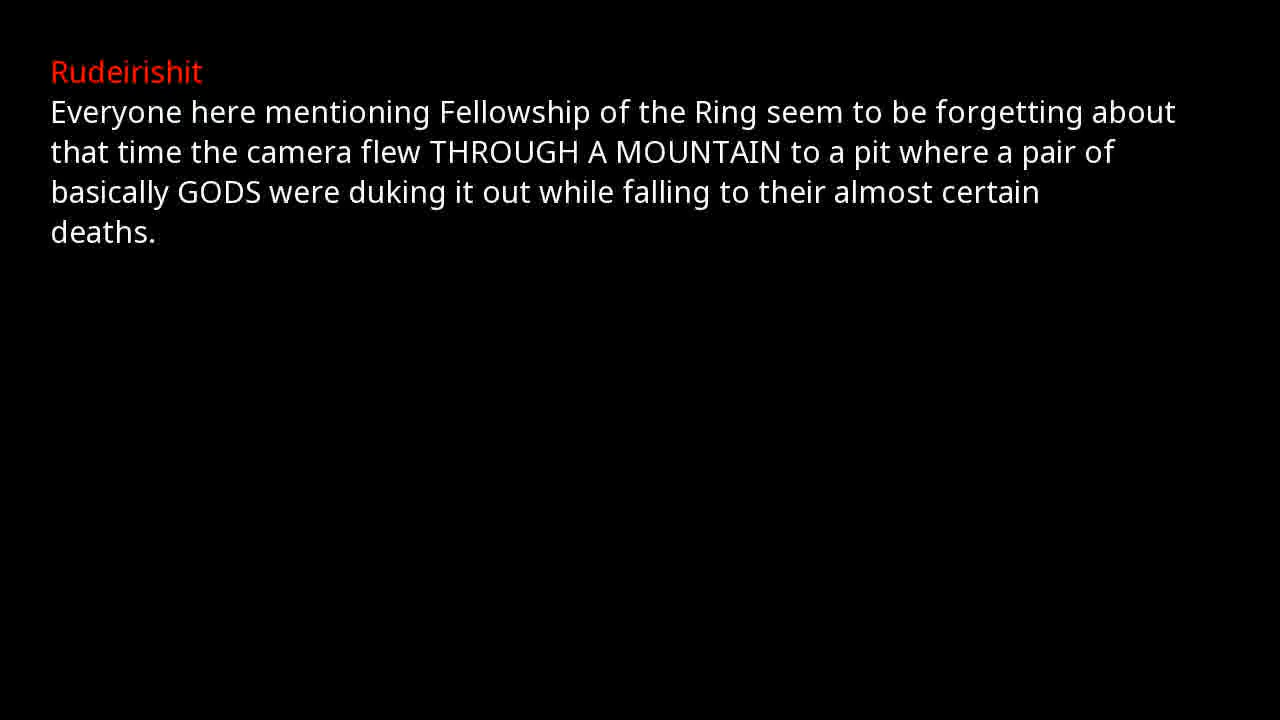 Rudeirishit
Everyone here mentioning Fellowship of the Ring seem to be forgetting about
that time the camera flew THROUGH A MOUNTAIN to a pit where a pair of
basically GODS were duking it out while falling to their almost certain
deaths.